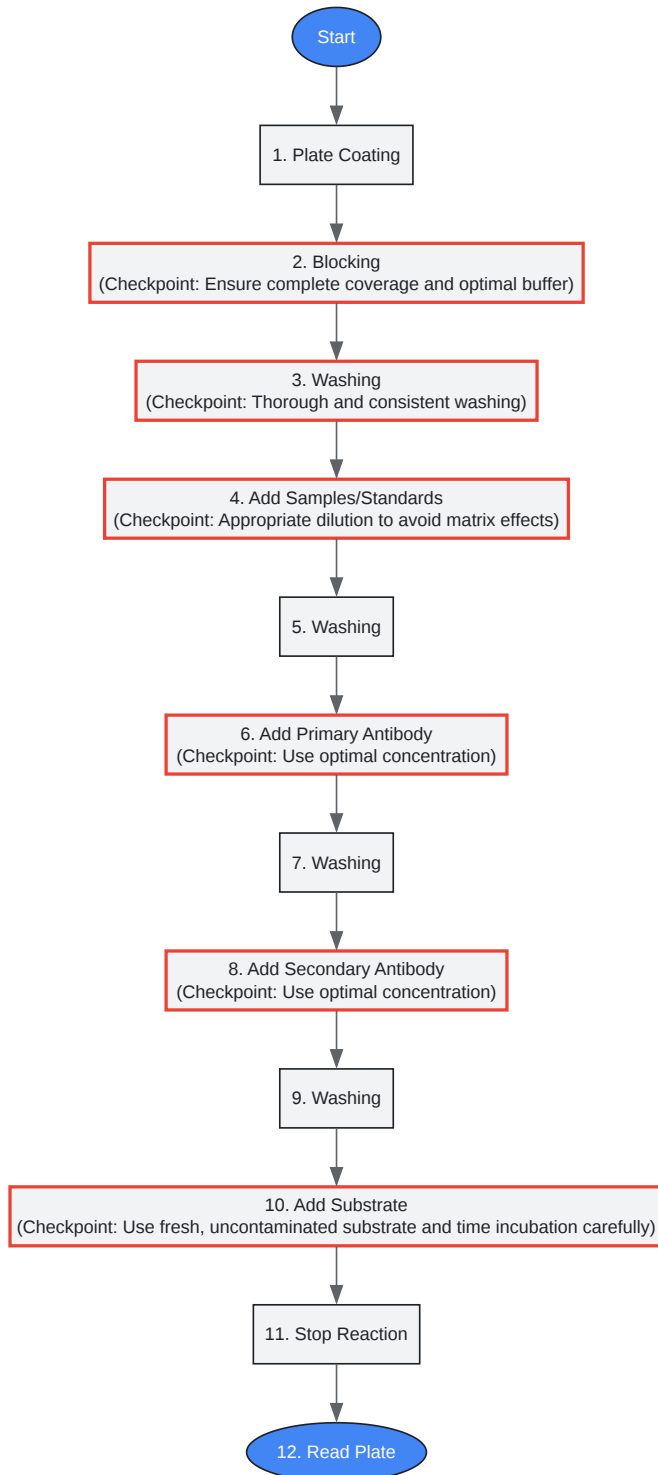 Start
1. Plate Coating
2. Blocking
(Checkpoint: Ensure complete coverage and optimal buffer)
3. Washing
(Checkpoint: Thorough and consistent washing)
4. Add Samples/Standards
(Checkpoint: Appropriate dilution to avoid matrix effects)
5. Washing
6. Add Primary Antibody
(Checkpoint: Use optimal concentration)
7. Washing
8. Add Secondary Antibody
(Checkpoint: Use optimal concentration)
9. Washing
10. Add Substrate
(Checkpoint: Use fresh, uncontaminated substrate and time incubation carefully)
11. Stop Reaction
12. Read Plate